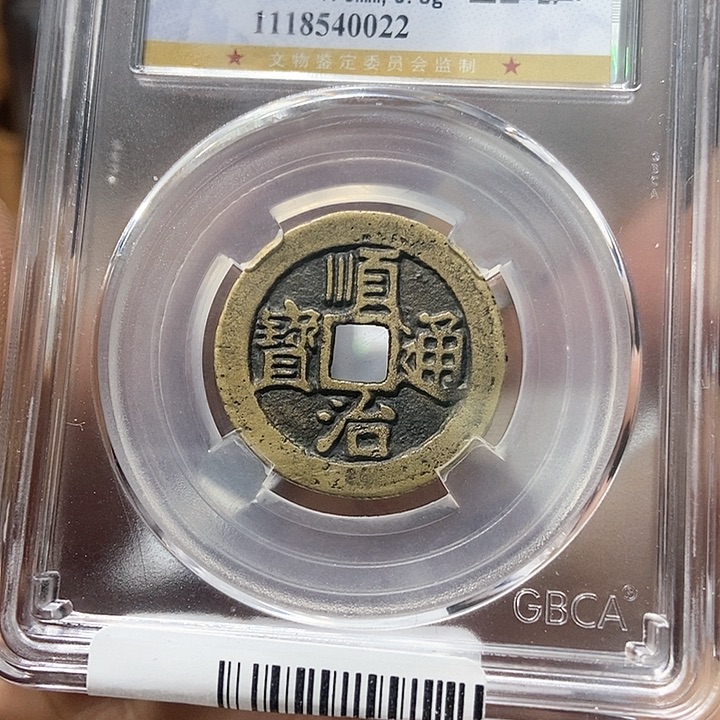 1118540022
★ 文物鉴定委员会监制 ★
順
寶 通
治
GBCA®